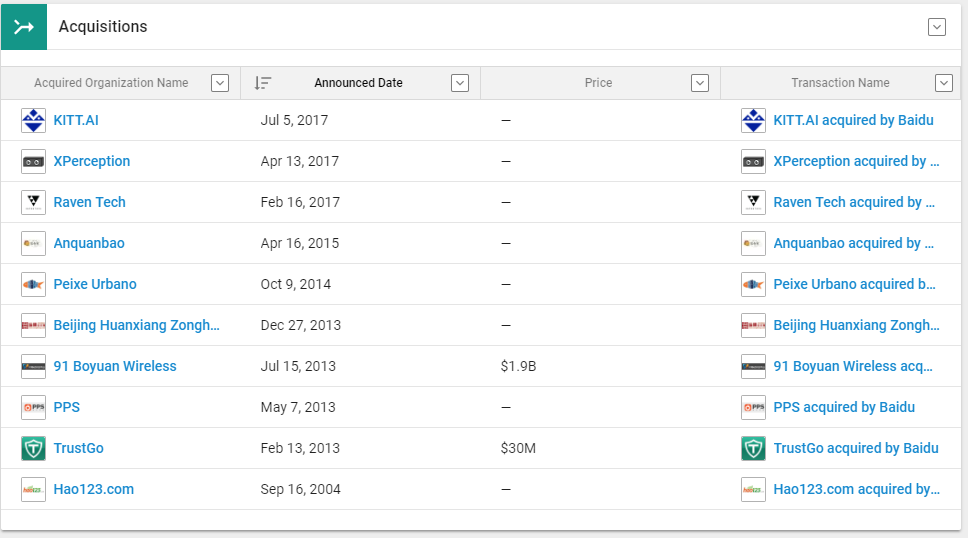 Acquisitions
Acquired Organization Name Announced Date Price Transaction Name
KITT.AI Jul 5, 2017 — KITT.AI acquired by Baidu
XPerception Apr 13, 2017 — XPerception acquired by ...
Raven Tech Feb 16, 2017 — Raven Tech acquired by ...
Anquanbao Apr 16, 2015 — Anquanbao acquired by ...
Peixe Urbano Oct 9, 2014 — Peixe Urbano acquired b...
Beijing Huanxiang Zongh... Dec 27, 2013 — Beijing Huanxiang Zongh...
91 Boyuan Wireless Jul 15, 2013 $1.9B 91 Boyuan Wireless acq...
PPS May 7, 2013 — PPS acquired by Baidu
TrustGo Feb 13, 2013 $30M TrustGo acquired by Baidu
Hao123.com Sep 16, 2004 — Hao123.com acquired by...